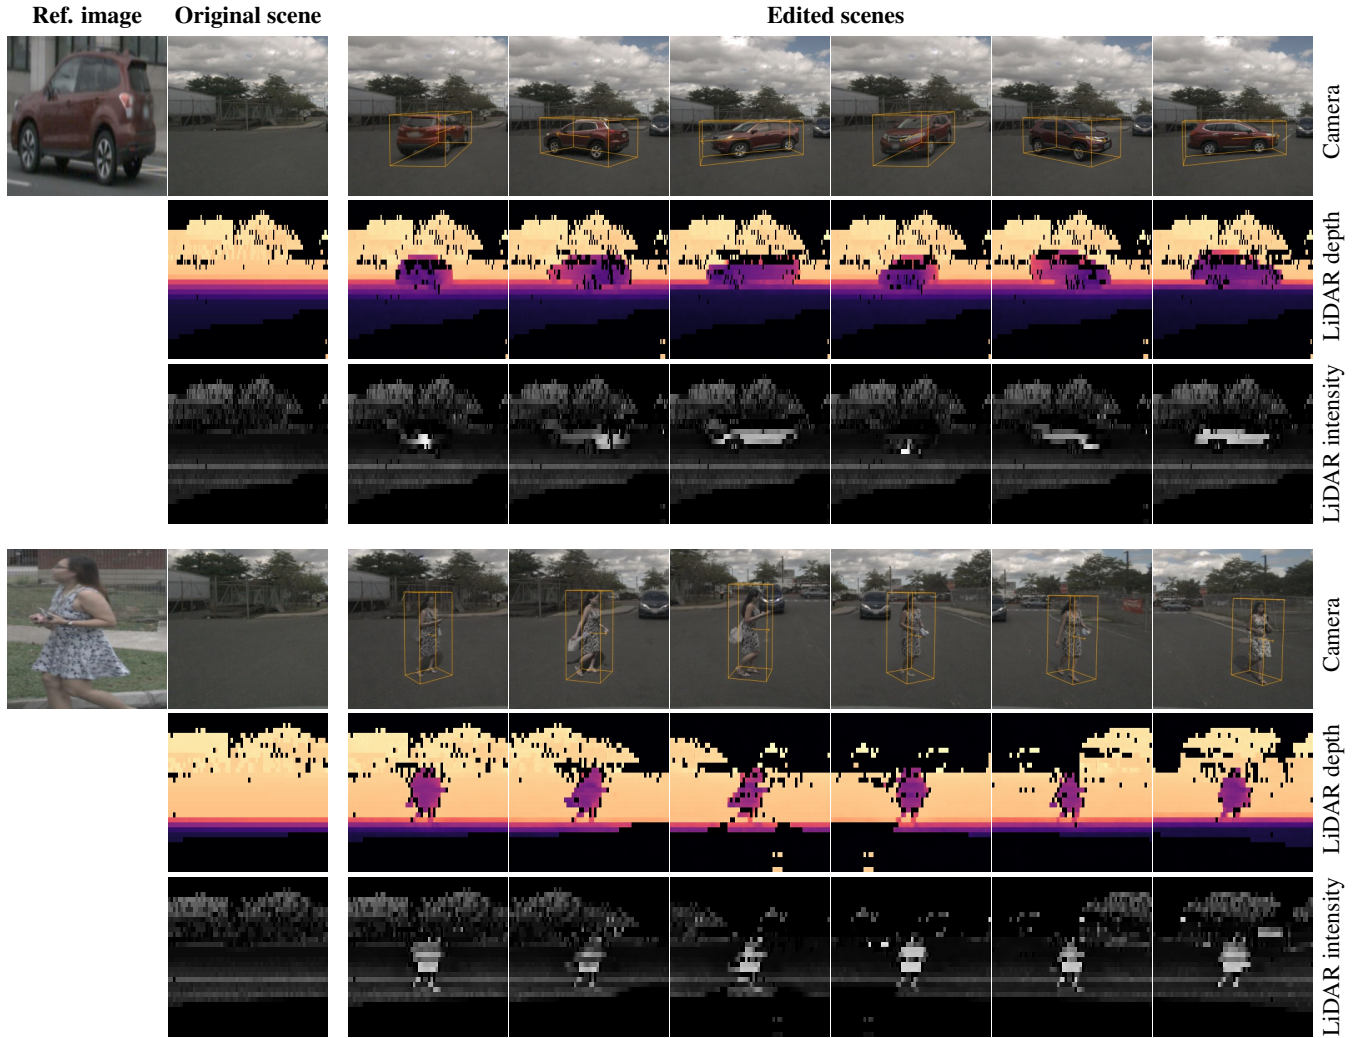 Ref. image
Original scene
Edited scenes
Camera
LiDAR depth
LiDAR intensity
Camera
LiDAR depth
LiDAR intensity